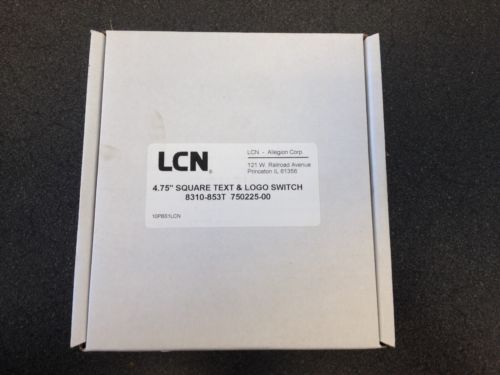 LCN®
LCN. - Allegion Corp
121 W. Railroad Avenue
Princeton IL 61356
4.75" SQUARE TEXT & LOGO SWITCH
8310-853T 750225-00
10PBS1LCN